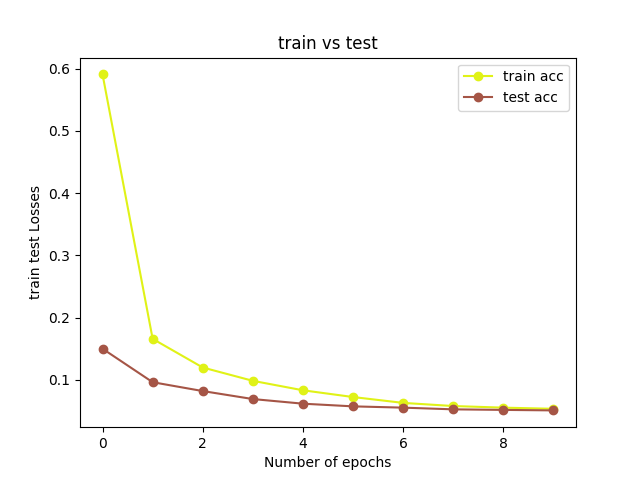 train vs test
train acc
test acc
train test Losses
0.6
0.5
0.4
0.3
0.2
0.1
0 2 4 6 8
Number of epochs